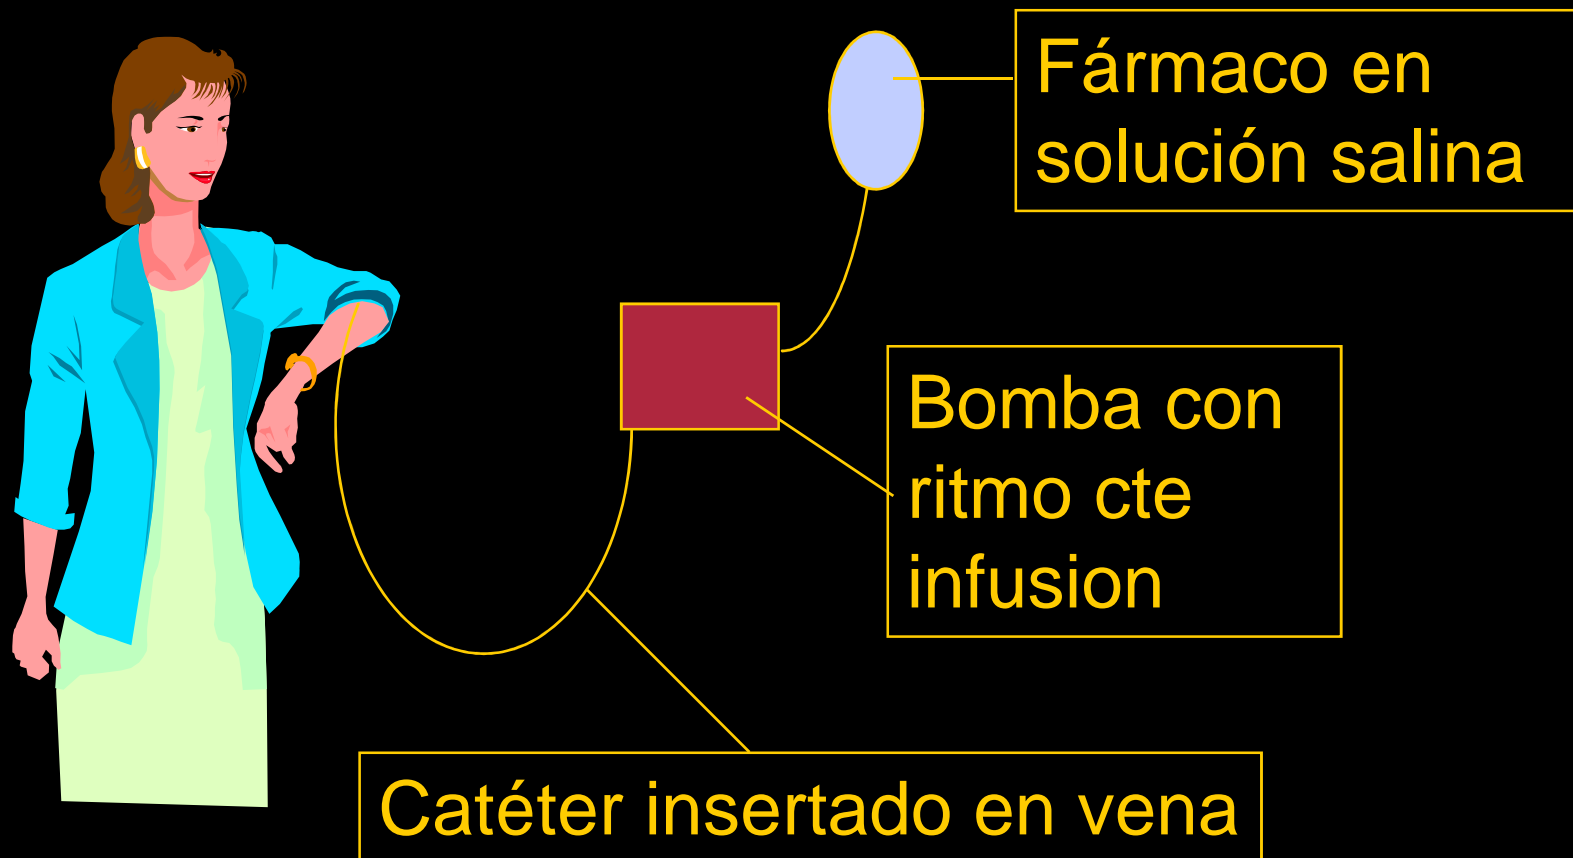 Fármaco en
solución salina
Bomba con
ritmo cte
infusion
Catéter insertado en vena